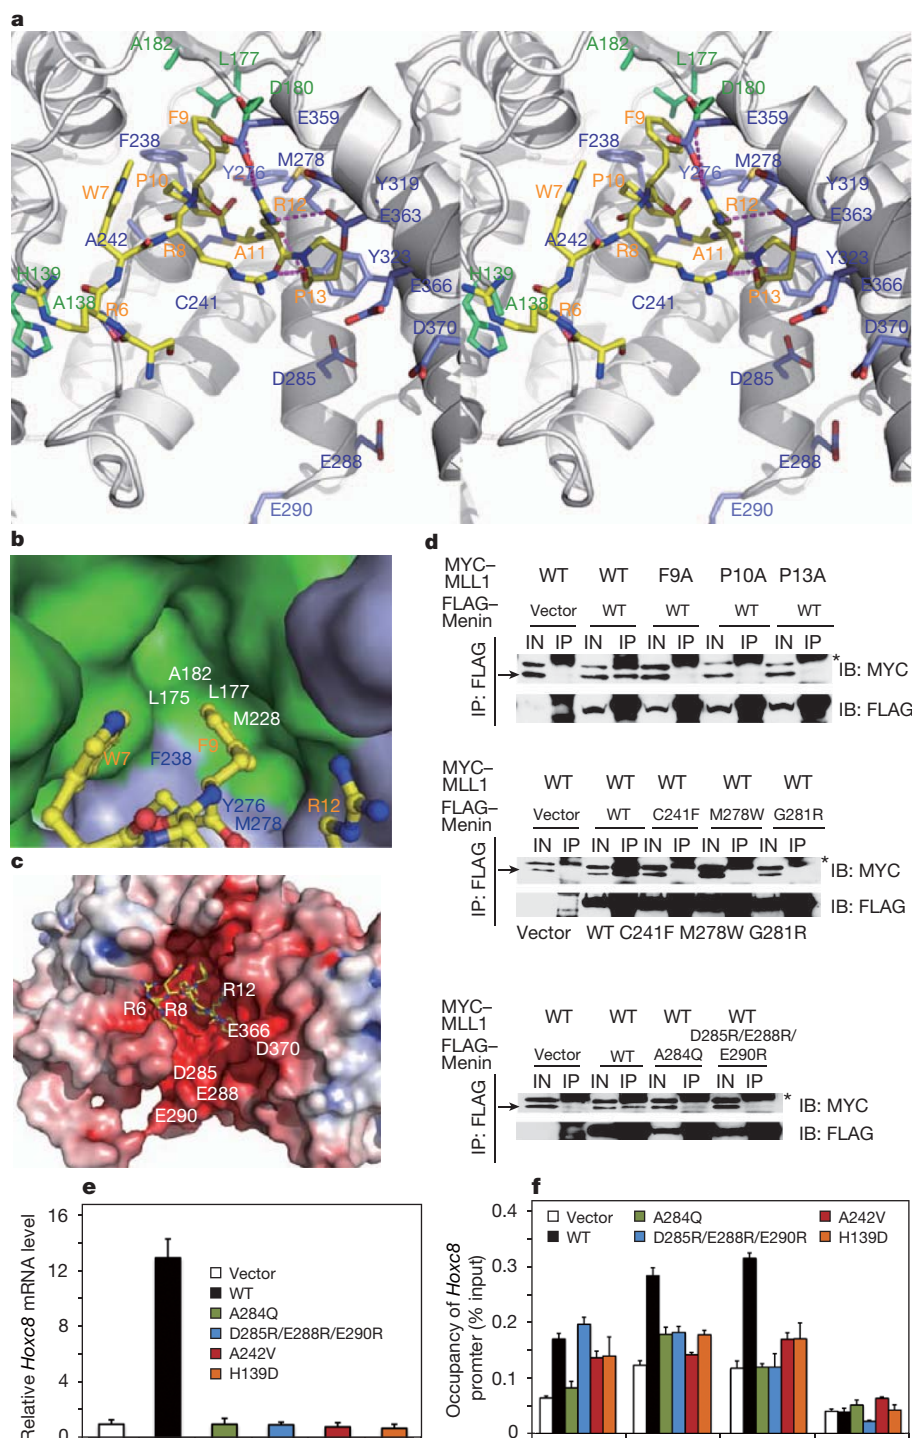 a
A182
L177
D180
F9
E359
F238
Y276
M278
P10
W7
R12
Y319
E363
A242
R8
A11
Y323
H139
A138
R6
C241
P13
E366
D370
D285
E288
E290
A182
L177
D180
F9
E359
F238
Y276
M278
P10
W7
R12
Y319
E363
A242
R8
A11
Y323
H139
A138
R6
C241
P13
E366
D370
D285
E288
E290
b
A182
L175
L177
M228
W7
F238
F9
Y276
M278
R12
c
R6
R8
R12
E366
D370
D285
E288
E290
d
MYC–
MLL1
WT WT F9A P10A P13A
FLAG–
Menin
Vector WT WT WT WT
IN IP IN IP IN IP IN IP IN IP
IP: FLAG
* IB: MYC
IB: FLAG
MYC–
MLL1
WT WT WT WT WT
FLAG–
Menin
Vector WT C241F M278W G281R
IN IP IN IP IN IP IN IP IN IP
IP: FLAG
* IB: MYC
IB: FLAG
Vector WT C241F M278W G281R
MYC–
MLL1
WT WT WT WT
FLAG–
Menin
Vector WT A284Q D285R/E288R/
E290R
IN IP IN IP IN IP IN IP
IP: FLAG
* IB: MYC
IB: FLAG
e
Relative Hoxc8 mRNA level
16
12
8
4
0
Vector
WT
A284Q
D285R/E288R/E290R
A242V
H139D
f
Occupancy of Hoxc8
promter (% input)
0.4
0.3
0.2
0.1
0
Vector
WT
A284Q
D285R/E288R/E290R
A242V
H139D